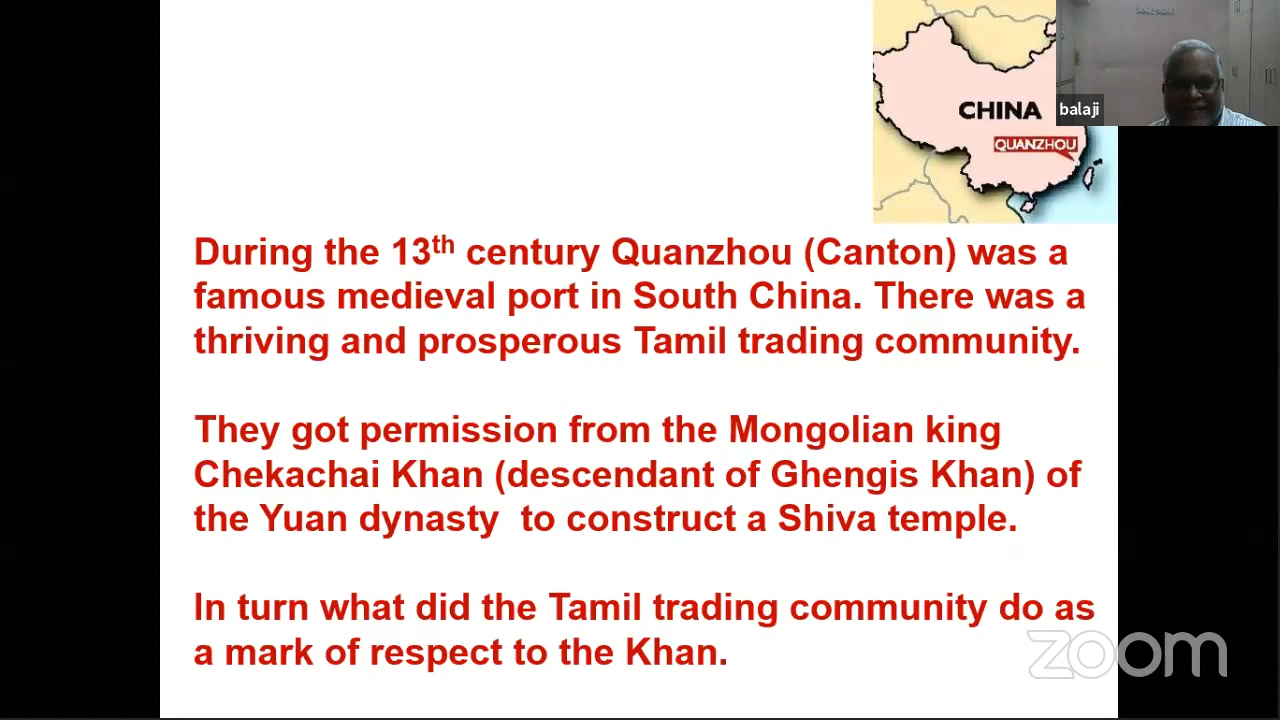 CHINA
QUANZHOU
balaji
During the 13th century Quanzhou (Canton) was a
famous medieval port in South China. There was a
thriving and prosperous Tamil trading community.
They got permission from the Mongolian king
Chekachai Khan (descendant of Ghengis Khan) of
the Yuan dynasty  to construct a Shiva temple.
In turn what did the Tamil trading community do as
a mark of respect to the Khan.
zoom